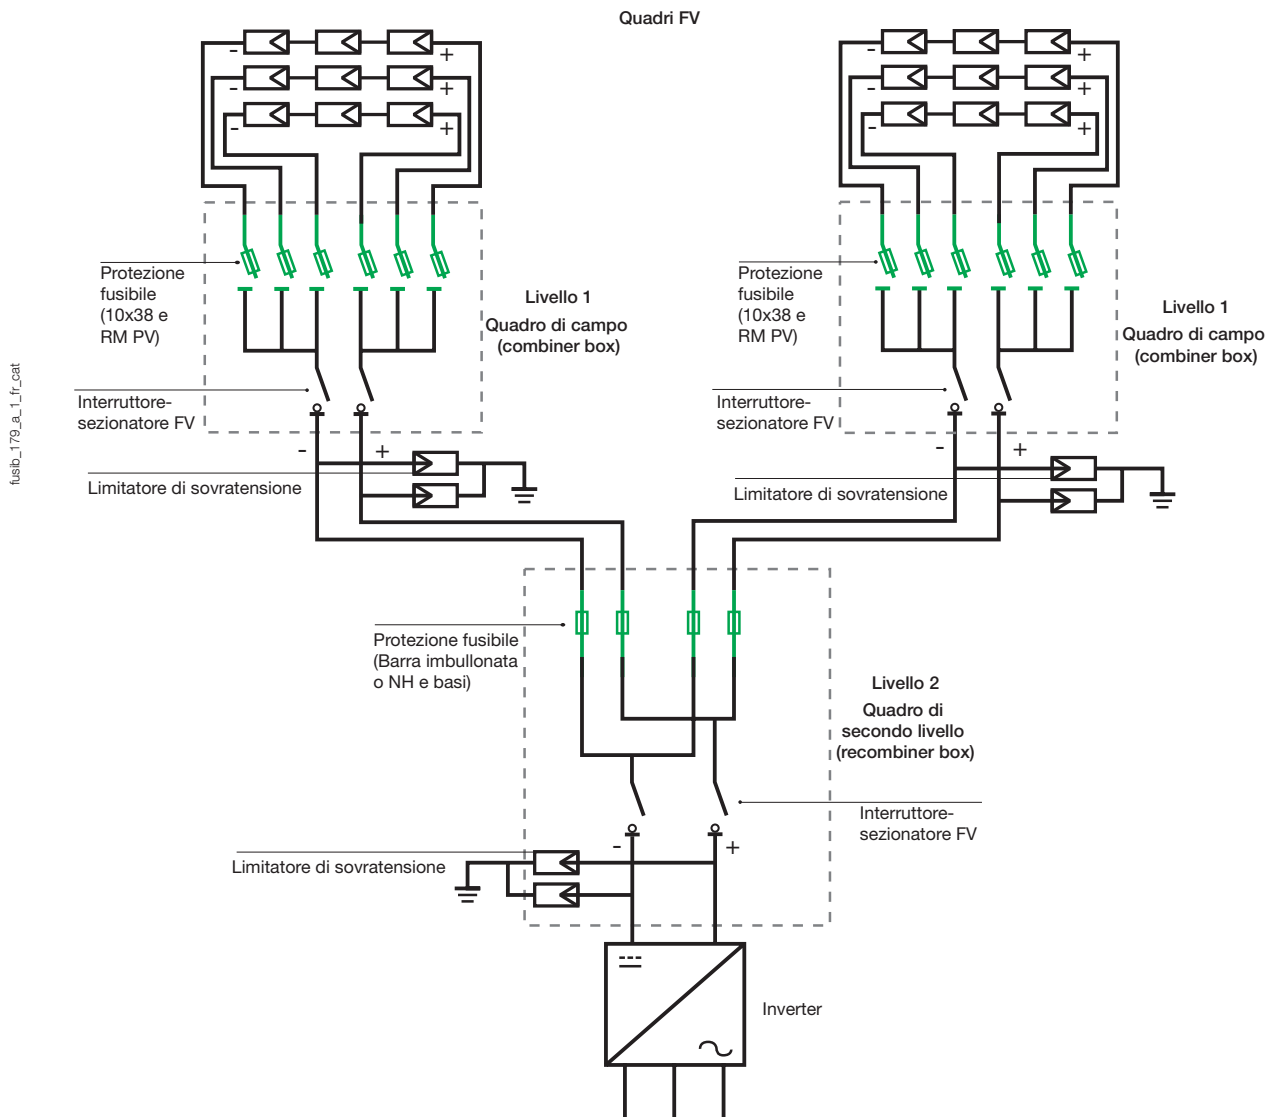 Quadri FV
-
+
-
+
-
+
-
+
-
+
-
+
Protezione
fusibile
(10x38 e
RM PV)
Livello 1
Quadro di campo
(combiner box)
Interruttore-
sezionatore FV
-
+
Limitatore di sovratensione
Protezione
fusibile
(10x38 e
RM PV)
Livello 1
Quadro di campo
(combiner box)
Interruttore-
sezionatore FV
-
+
Limitatore di sovratensione
fusib_179_a_1_fr_cat
Protezione fusibile
(Barra imbullonata
o NH e basi)
Livello 2
Quadro di
secondo livello
(recombiner box)
Interruttore-
sezionatore FV
-
+
Limitatore di sovratensione
Inverter